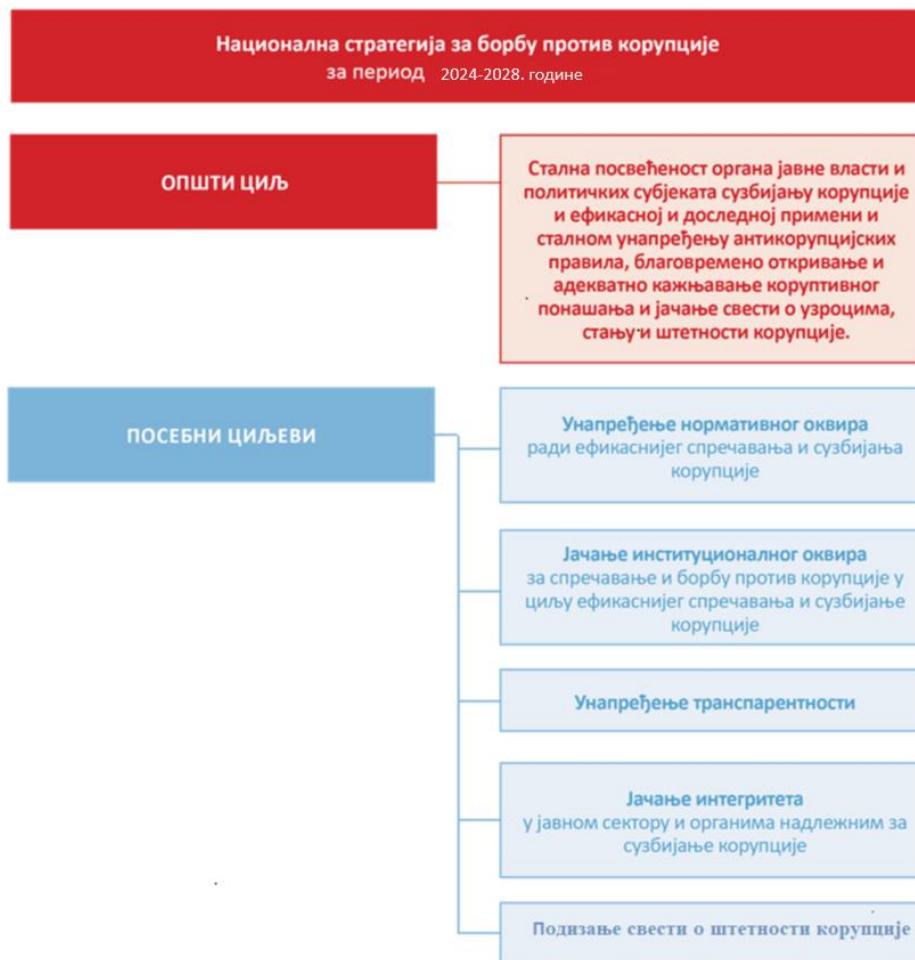 Национална стратегија за борбу против корупције
за период 2024-2028. године
ОПШТИ ЦИЉ
Стална посвећеност органа јавне власти и
политичких субјеката сузбијању корупције
и ефикасној и доследној примени и
сталном унапређењу антикорупцијских
правила, благовремено откривање и
адекватно кажњавање коруптивног
понашања и јачање свести о узроцима,
стању и штетности корупције.
ПОСЕБНИ ЦИЉЕВИ
Унапређење нормативног оквира
ради ефикаснијег спречавања и сузбијања
корупције
Јачање институционалног оквира
за спречавање и борбу против корупције у
циљу ефикаснијег спречавања и сузбијање
корупције
Унапређење транспарентности
Јачање интегритета
у јавном сектору и органима надлежним за
сузбијање корупције
Подизање свести о штетности корупције